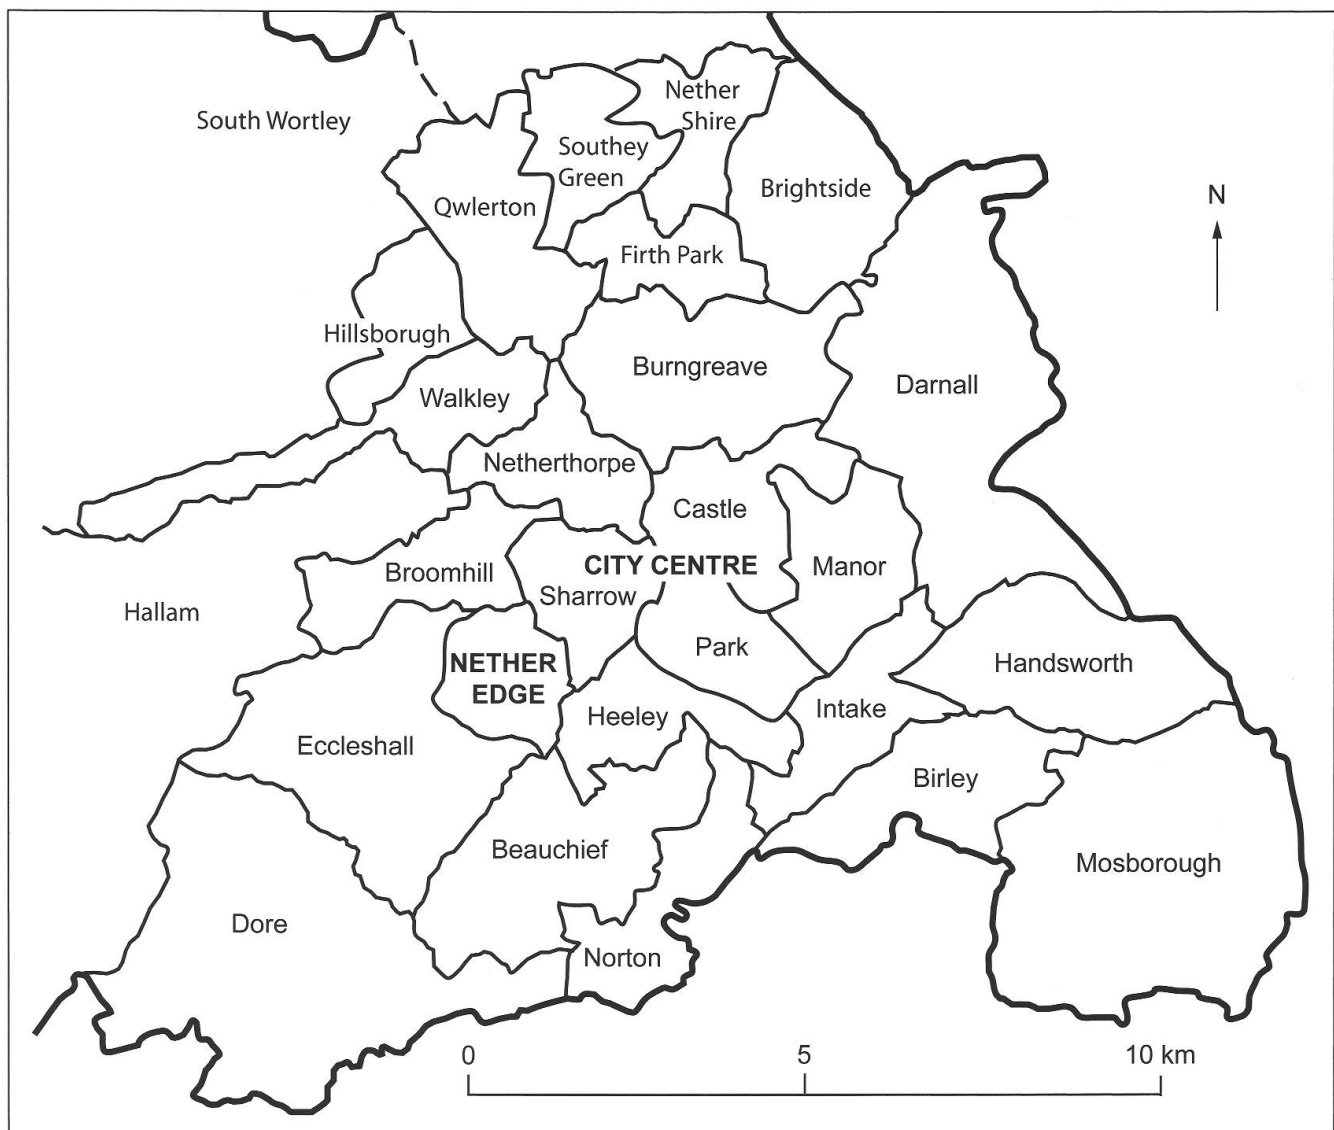 South Wortley
Nether
Shire
Southey
Green
Brightside
N
Qwlerton
Firth Park
Hillsborough
Burngreave
Darnall
Walkley
Netherthorpe
Castle
CITY CENTRE
Manor
Broomhill
Sharrow
Hallam
Park
NETHER
EDGE
Handsworth
Heeley
Intake
Eccleshall
Birley
Beauchief
Mosborough
Dore
Norton
0 5 10 km